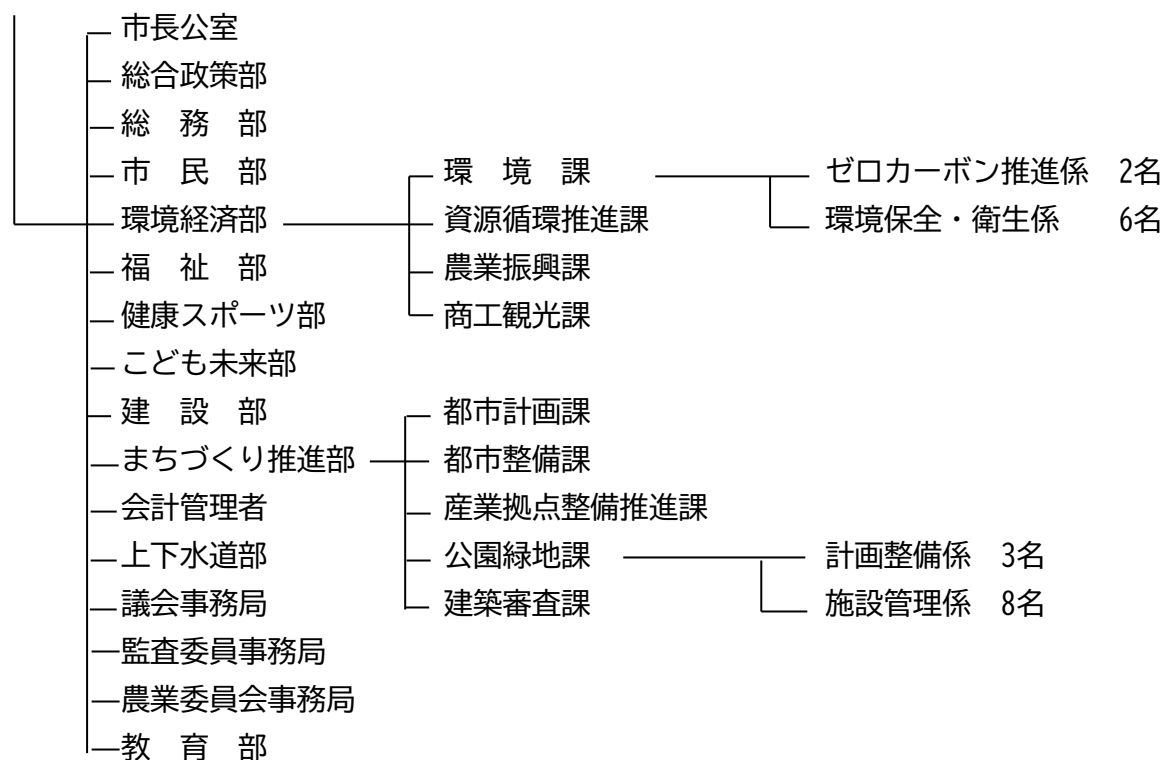 市長公室
総合政策部
総　務　部
市　民　部　環　境　課　ゼロカーボン推進係　2名
環境経済部　資源循環推進課　環境保全・衛生係　6名
福　祉　部　農業振興課
健康スポーツ部　商工観光課
こども未来部
建　設　部　都市計画課
まちづくり推進部　都市整備課
会計管理者　産業拠点整備推進課
上下水道部　公園緑地課　計画整備係　3名
議会事務局　建築審査課　施設管理係　8名
監査委員事務局
農業委員会事務局
教　育　部